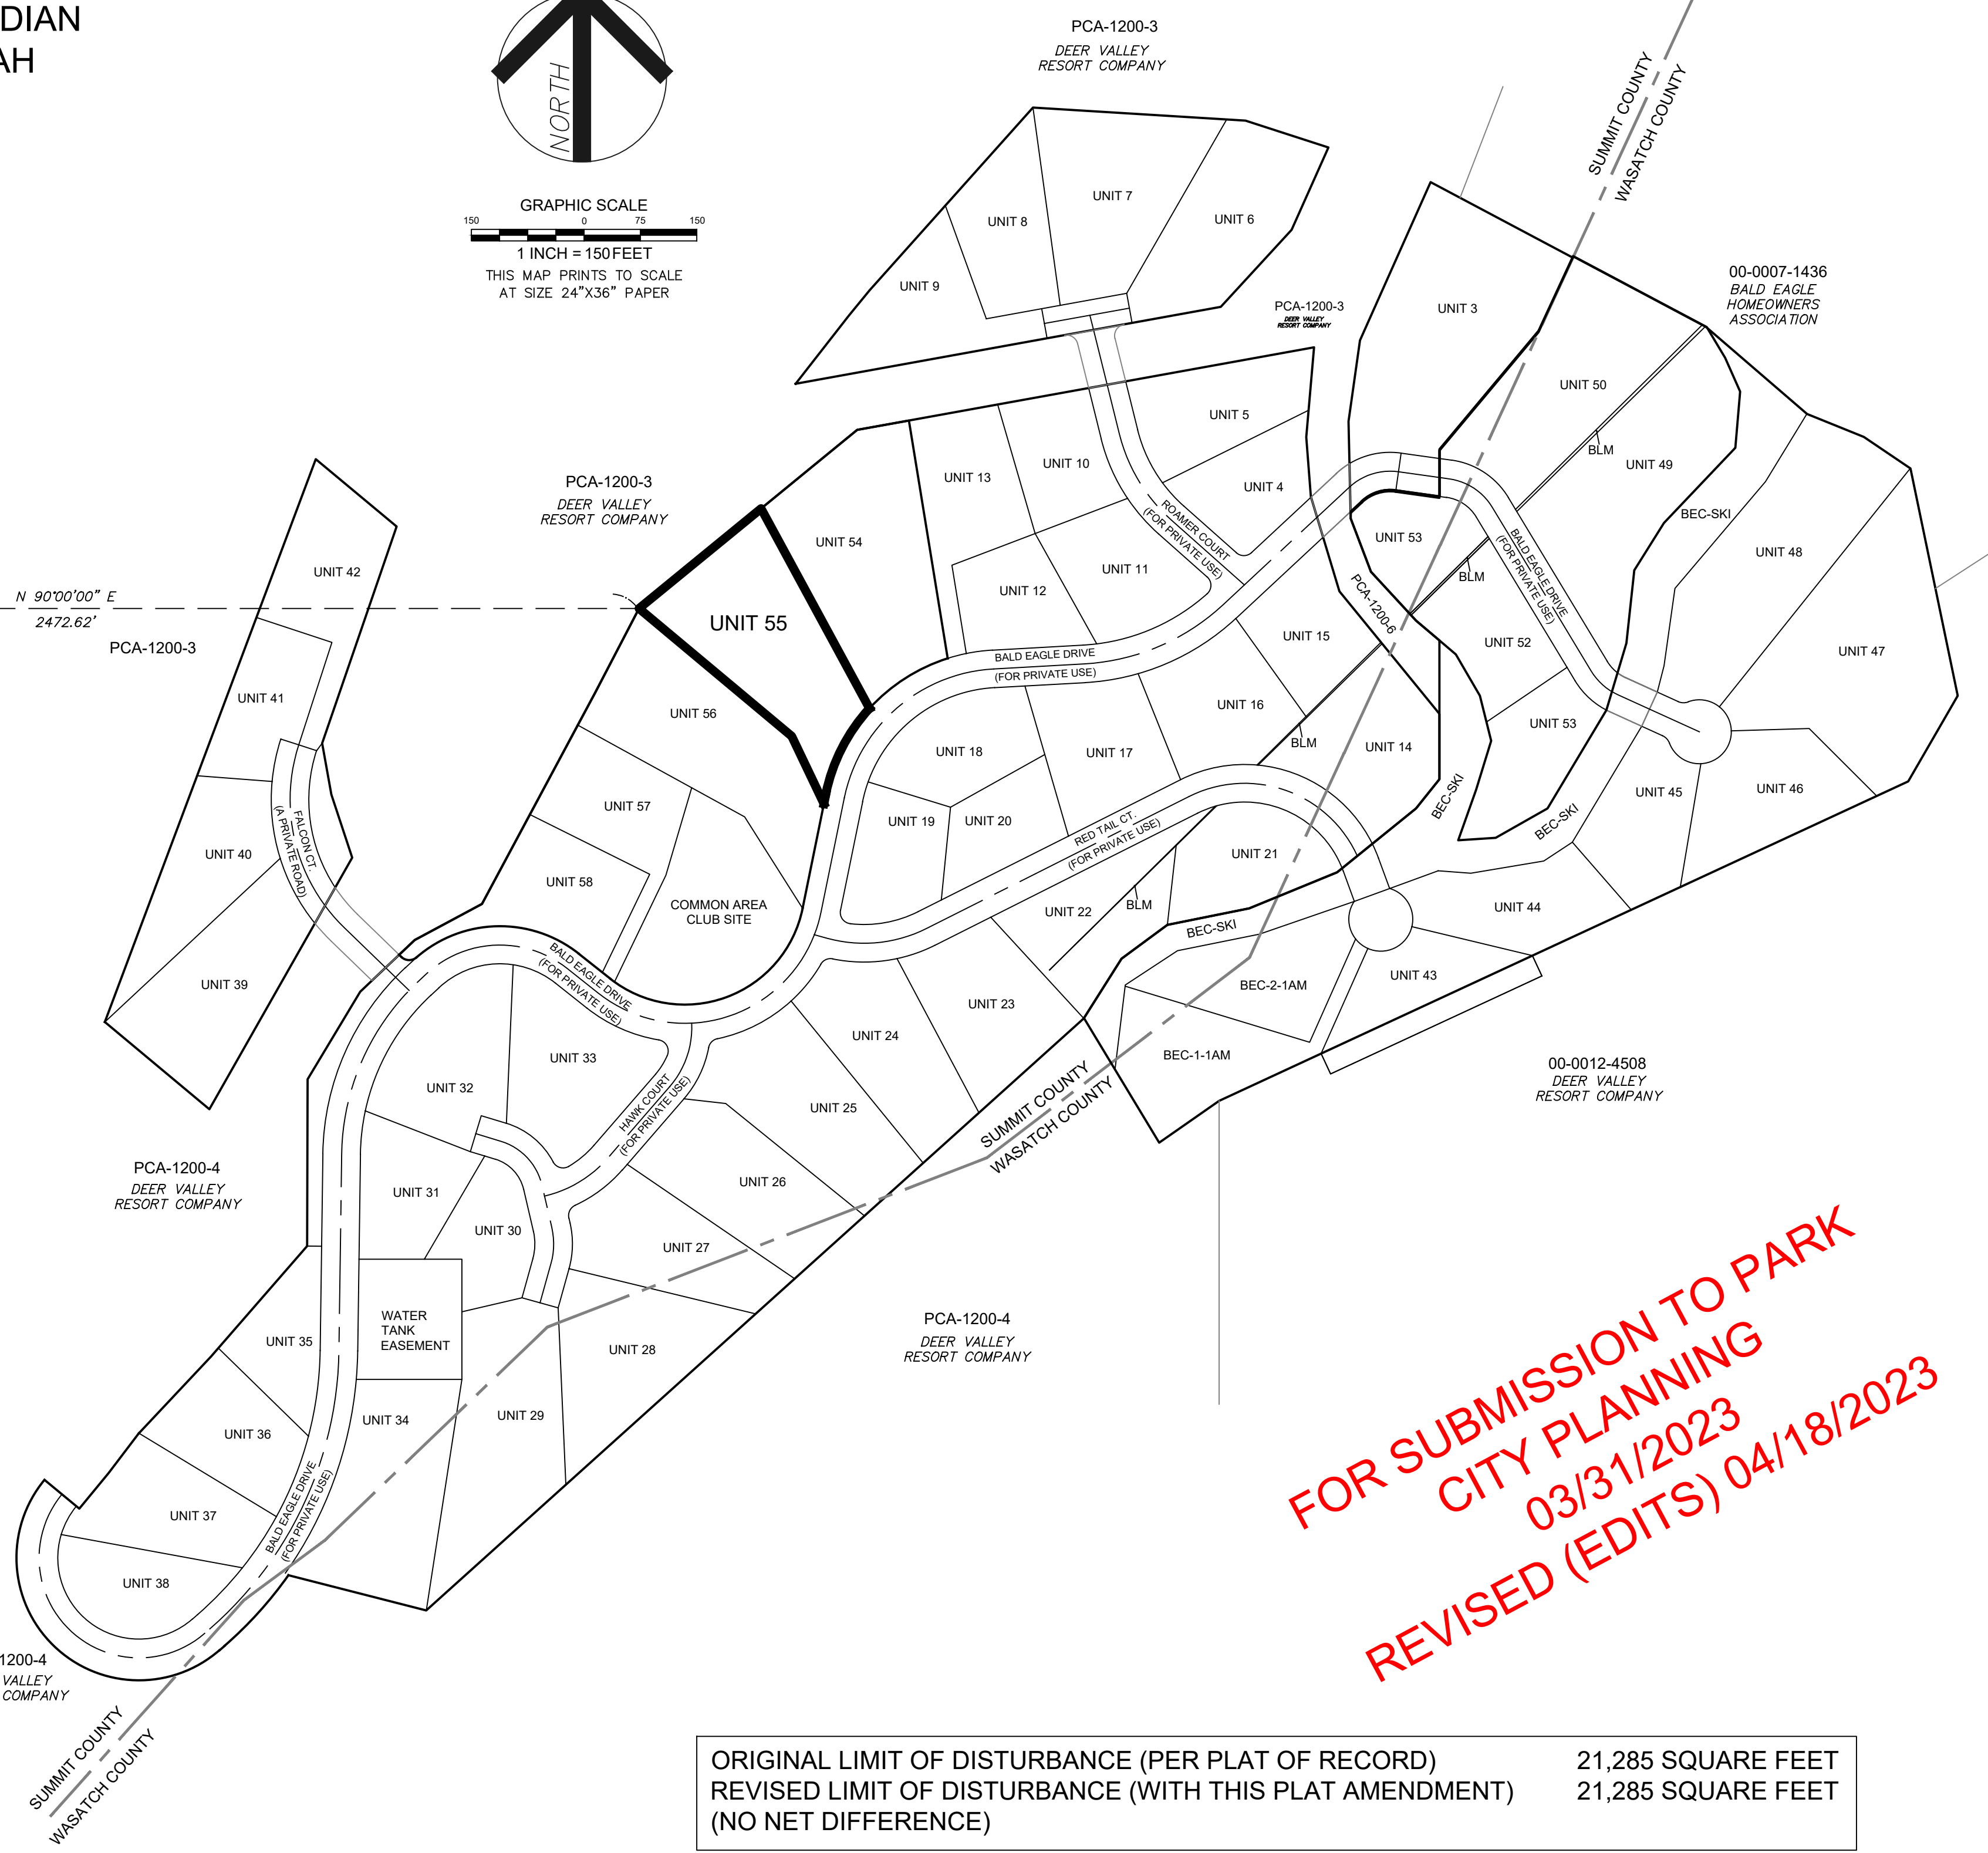 DIAN
AH
NORTH
GRAPHIC SCALE
150 0 75 150
1 INCH = 150 FEET
THIS MAP PRINTS TO SCALE
AT SIZE 24"X36" PAPER
PCA-1200-3
DEER VALLEY
RESORT COMPANY
SUMMIT COUNTY
WASATCH COUNTY
UNIT 7
UNIT 8
UNIT 6
UNIT 9
00-0007-1436
BALD EAGLE
HOMEOWNERS
ASSOCIATION
PCA-1200-3
DEER VALLEY
RESORT COMPANY
UNIT 3
UNIT 50
UNIT 5
BLM
UNIT 49
UNIT 10
UNIT 13
UNIT 4
PCA-1200-3
DEER VALLEY
RESORT COMPANY
BEC-SKI
ROAMER COURT
(FOR PRIVATE USE)
UNIT 53
UNIT 54
UNIT 48
BALD EAGLE DRIVE
(FOR PRIVATE USE)
UNIT 42
UNIT 11
BLM
UNIT 12
PCA-1200-6
N 90°00'00" E
2472.62'
PCA-1200-3
UNIT 55
UNIT 15
UNIT 52
UNIT 47
BALD EAGLE DRIVE
(FOR PRIVATE USE)
UNIT 41
UNIT 56
UNIT 16
UNIT 53
BLM
UNIT 14
UNIT 18
UNIT 17
UNIT 57
BEC-SKI
UNIT 45
UNIT 46
FALCON CT.
(A PRIVATE ROAD)
UNIT 19
UNIT 20
RED TAIL CT.
(FOR PRIVATE USE)
BEC-SKI
UNIT 40
UNIT 21
UNIT 58
COMMON AREA
CLUB SITE
UNIT 22
BLM
UNIT 44
BEC-SKI
BALD EAGLE DRIVE
(FOR PRIVATE USE)
UNIT 39
UNIT 43
BEC-2-1AM
UNIT 23
UNIT 24
UNIT 33
BEC-1-1AM
UNIT 32
HAWK COURT
(FOR PRIVATE USE)
UNIT 25
SUMMIT COUNTY
WASATCH COUNTY
00-0012-4508
DEER VALLEY
RESORT COMPANY
PCA-1200-4
DEER VALLEY
RESORT COMPANY
UNIT 31
UNIT 26
UNIT 30
UNIT 27
WATER
TANK
EASEMENT
UNIT 35
UNIT 28
PCA-1200-4
DEER VALLEY
RESORT COMPANY
UNIT 34
UNIT 29
UNIT 36
BALD EAGLE DRIVE
(FOR PRIVATE USE)
UNIT 37
UNIT 38
FOR SUBMISSION TO PARK
CITY PLANNING
03/31/2023
REVISED (EDITS) 04/18/2023
1200-4
VALLEY
COMPANY
SUMMIT COUNTY
WASATCH COUNTY
ORIGINAL LIMIT OF DISTURBANCE (PER PLAT OF RECORD) 21,285 SQUARE FEET
REVISED LIMIT OF DISTURBANCE (WITH THIS PLAT AMENDMENT) 21,285 SQUARE FEET
(NO NET DIFFERENCE)